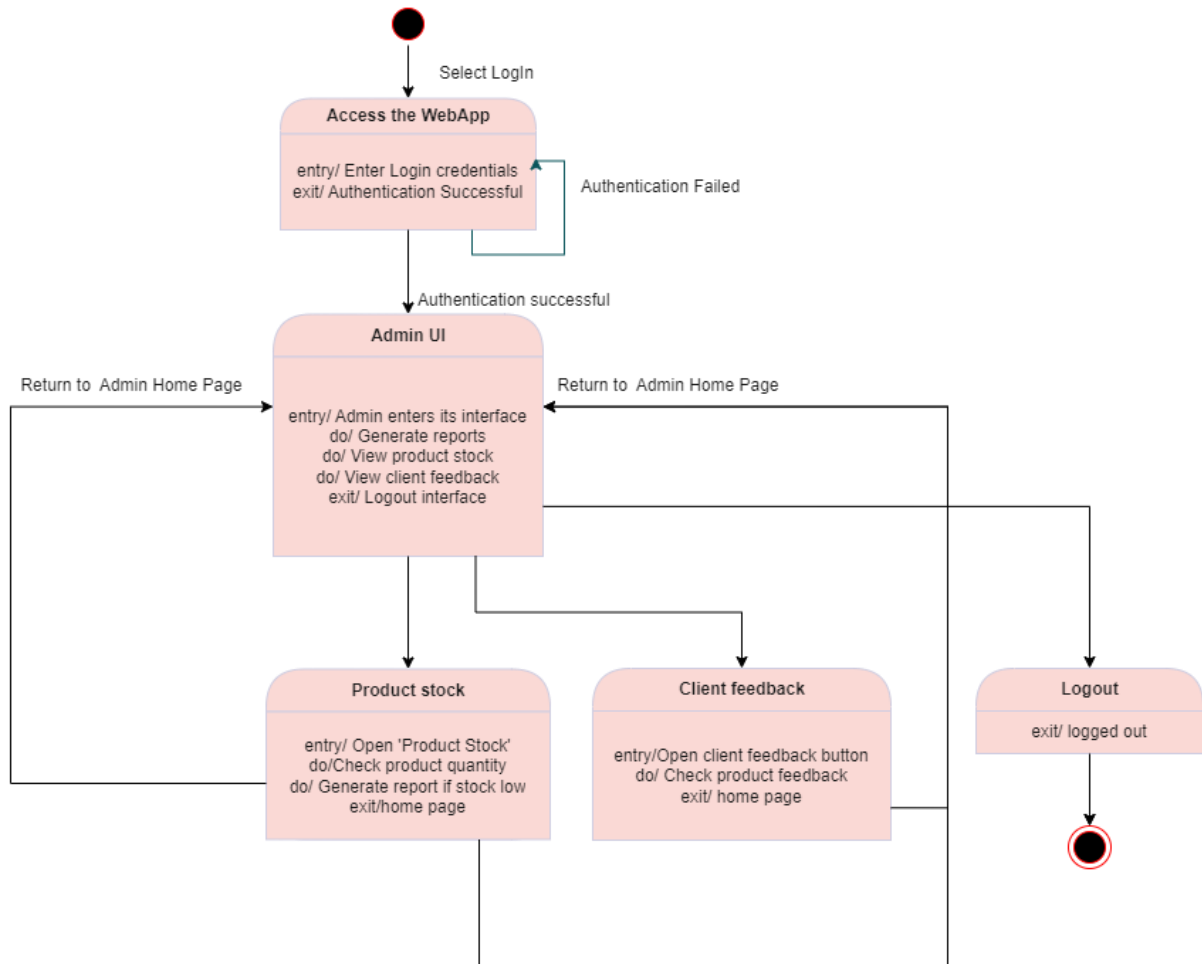 Select LogIn
Access the WebApp
entry/ Enter Login credentials
exit/ Authentication Successful
Authentication Failed
Authentication successful
Admin UI
Return to  Admin Home Page
Return to  Admin Home Page
entry/ Admin enters its interface
do/ Generate reports
do/ View product stock
do/ View client feedback
exit/ Logout interface
Product stock
entry/ Open 'Product Stock'
do/Check product quantity
do/ Generate report if stock low
exit/home page
Client feedback
entry/Open client feedback button
do/ Check product feedback
exit/ home page
Logout
exit/ logged out